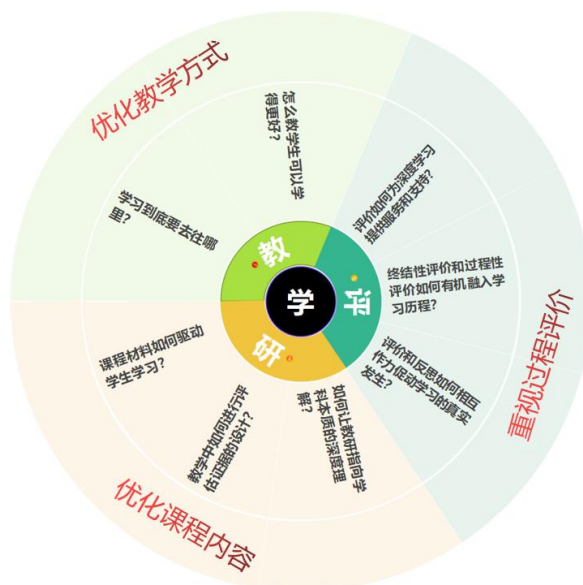 优化教学方式
怎么教学生可以学
得更好？
学习到底要去往哪
里？
评价如何为深度学习
提供服务和支持？
终结性评价和过程性
评价如何有机融入学
习历程？
评价和反思如何相互
作力促动学习的真实
发生？
重视过程评价
教
评
学
研
课程材料如何驱动
学生学习？
教学中如何进行评
估证据的设计？
如何让教研指向学
科本质的深度理
解？
优化课程内容